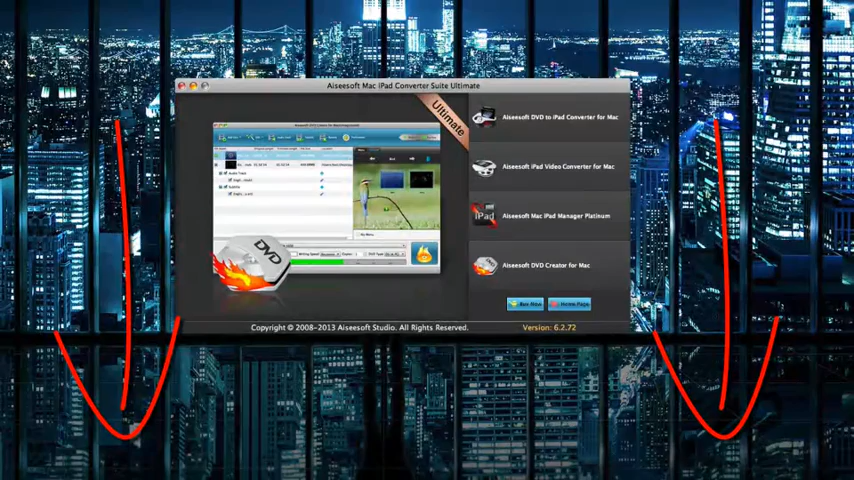 Aiseesoft Mac iPad Converter Suite Ultimate
Ultimate
Aiseesoft DVD to iPad Converter for Mac
Aiseesoft iPad Video Converter for Mac
iPad
Aiseesoft Mac iPad Manager Platinum
DVD
Aiseesoft DVD Creator for Mac
Buy Now
Home Page
Copyright © 2008-2013 Aiseesoft Studio. All Rights Reserved.
Version: 6.2.72